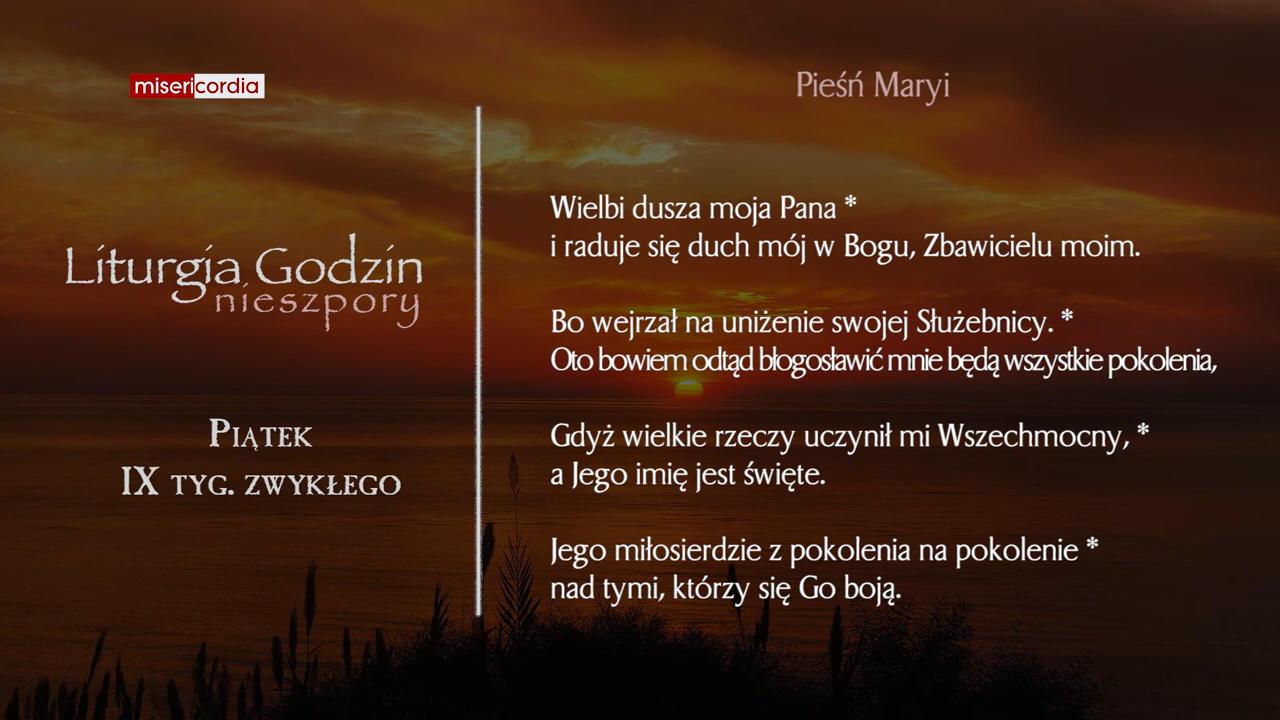 misericordia
Liturgia Godzin
nieszpory
Piątek
IX tyg. zwykłego
Pieśń Maryi
Wielbi dusza moja Pana *
i raduje się duch mój w Bogu, Zbawicielu moim.
Bo wejrzał na uniżenie swojej Służebnicy. *
Oto bowiem odtąd błogosławić mnie będą wszystkie pokolenia,
Gdyż wielkie rzeczy uczynił mi Wszechmocny, *
a Jego imię jest święte.
Jego miłosierdzie z pokolenia na pokolenie *
nad tymi, którzy się Go boją.